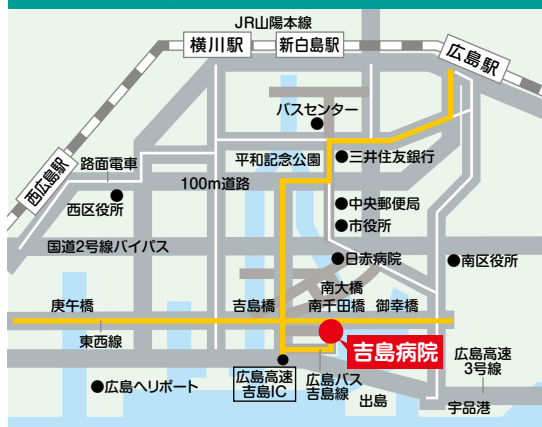 JR山陽本線
横川駅
新白島駅
広島駅
バスセンター
西広島駅
路面電車
平和記念公園
三井住友銀行
100m道路
西区役所
中央郵便局
市役所
国道2号線バイパス
日赤病院
南区役所
南大橋
庚午橋
吉島橋
南千田橋
御幸橋
東西線
吉島病院
広島高速
3号線
広島ヘリポート
広島高速
吉島IC
広島バス
吉島線
出島
宇品港